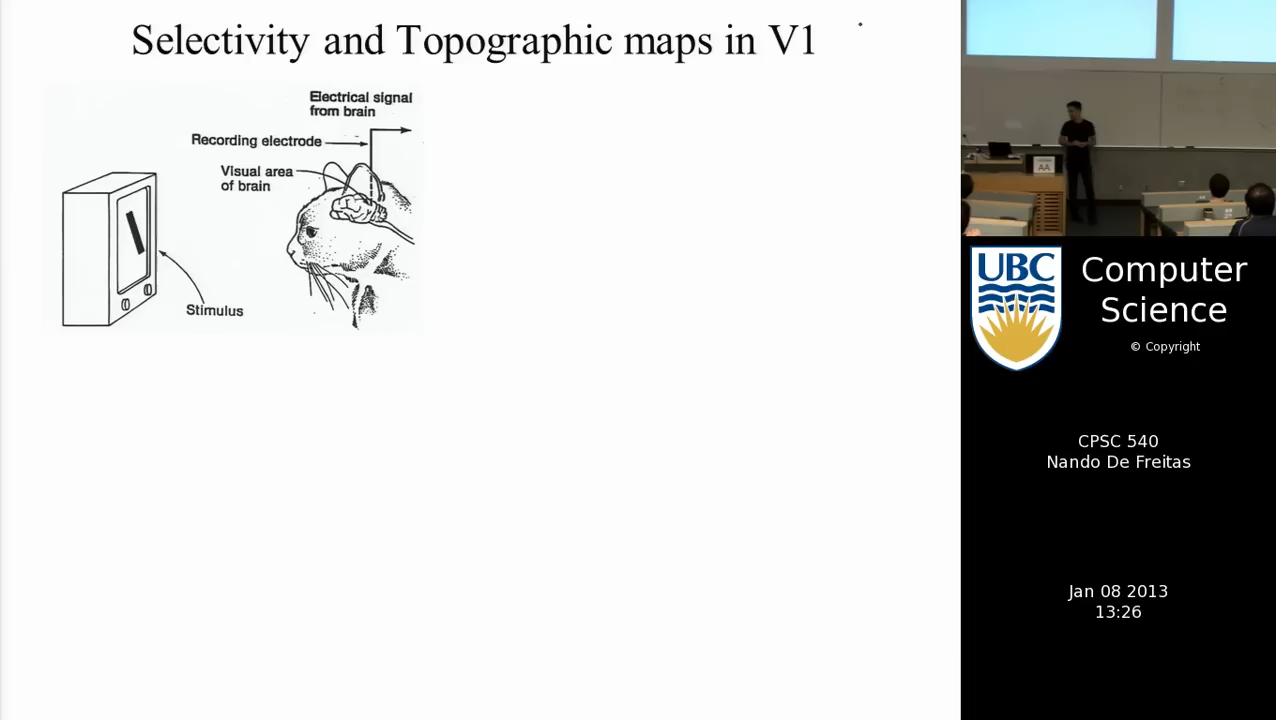 Selectivity and Topographic maps in V1
Electrical signal
from brain
Recording electrode
Visual area
of brain
Stimulus
AA
UBC
Computer
Science
© Copyright
CPSC 540
Nando De Freitas
Jan 08 2013
13:26